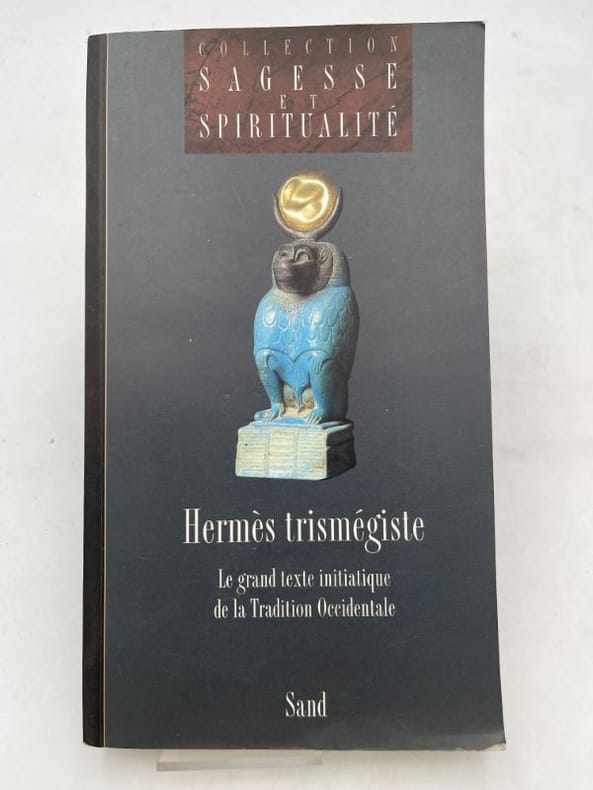 COLLECTION
SAGESSE
ET
SPIRITUALITÉ
Hermès trismégiste
Le grand texte initiatique
de la Tradition Occidentale
Sand